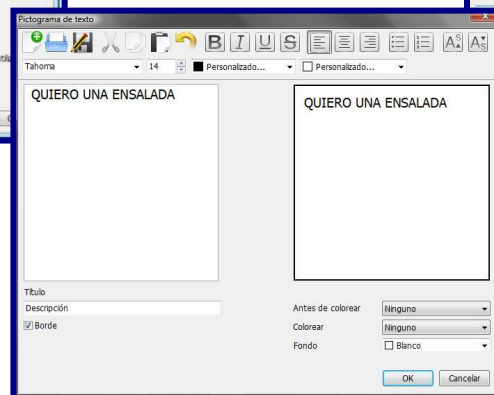 Pictograma de texto
B I U S
Tahoma 14 Personalizado... Personalizado...
QUIERO UNA ENSALADA
QUIERO UNA ENSALADA
Título
Descripción
Borde
Antes de colorear Ninguno
Colorear Ninguno
Fondo Blanco
OK Cancelar